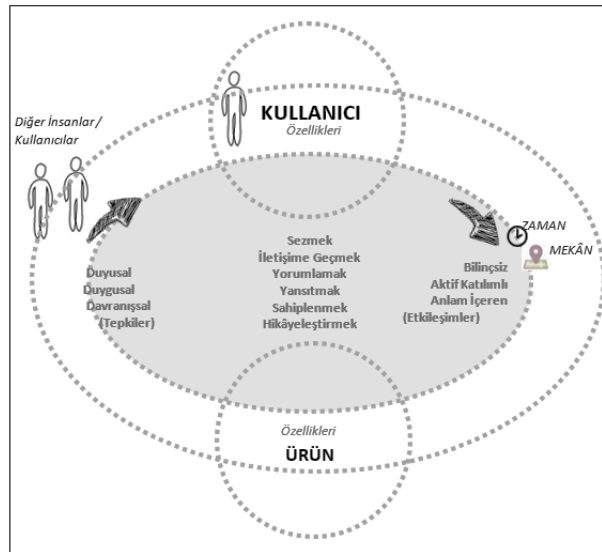 KULLANICI
Özellikleri
Diğer İnsanlar /
Kullanıcılar
ZAMAN
MEKÂN
Duyusal
Duygusal
Davranışsal
(Tepkiler)
Sezmek
İletişime Geçmek
Yorumlamak
Yansıtmak
Sahiplenmek
Hikâyeleştirmek
Bilinçsiz
Aktif Katılımlı
Anlam İçeren
(Etkileşimler)
Özellikleri
ÜRÜN